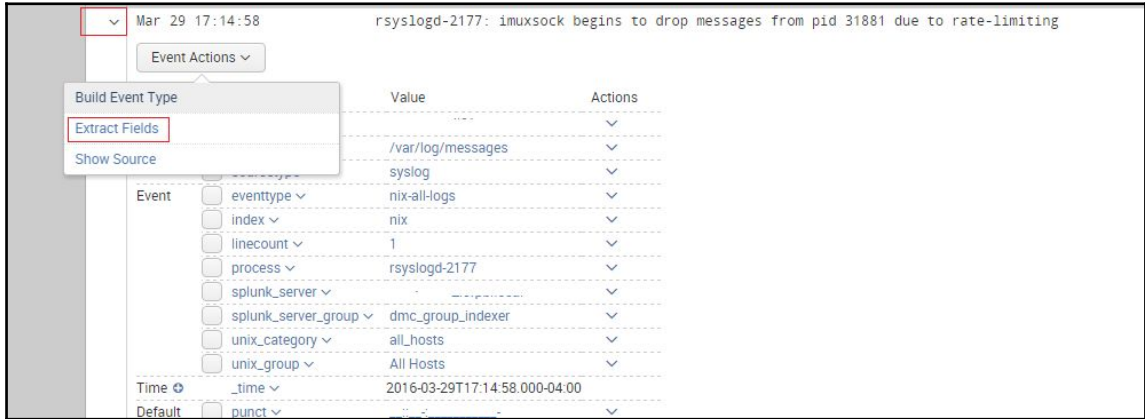 Mar 29 17:14:58 rsyslogd-2177: imuxsock begins to drop messages from pid 31881 due to rate-limiting
Event Actions
Build Event Type
Extract Fields
Show Source
Value Actions
/var/log/messages
syslog
Event eventtype nix-all-logs
index nix
linecount 1
process rsyslogd-2177
splunk_server
splunk_server_group dmc_group_indexer
unix_category all_hosts
unix_group All Hosts
Time _time 2016-03-29T17:14:58.000-04:00
Default punct